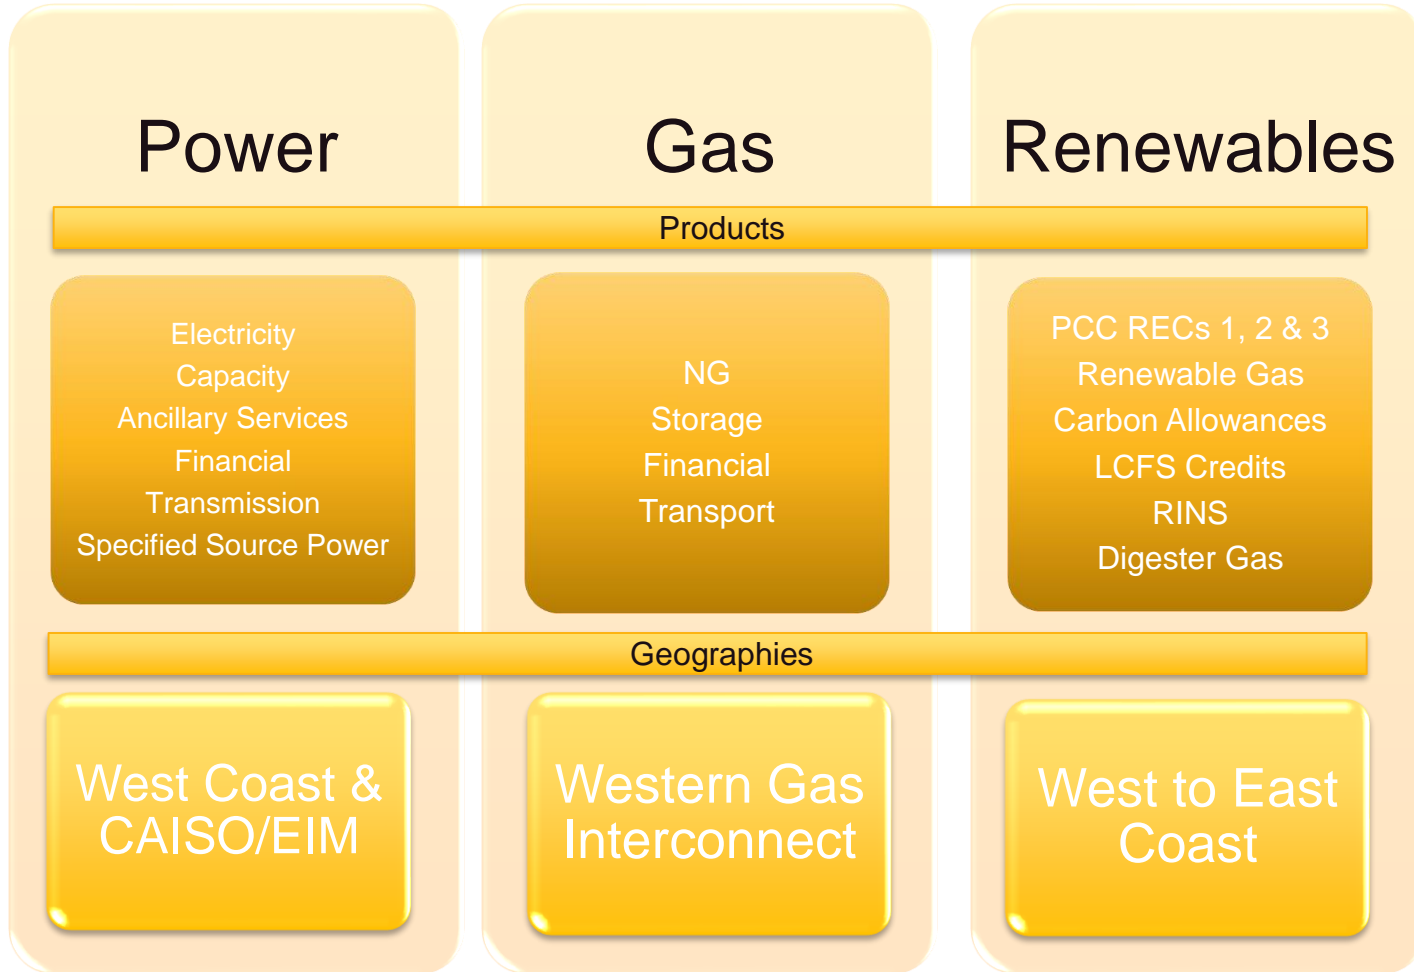 Power
Gas
Renewables
Products
Electricity
Capacity
Ancillary Services
Financial
Transmission
Specified Source Power
NG
Storage
Financial
Transport
PCC RECs 1, 2 & 3
Renewable Gas
Carbon Allowances
LCFS Credits
RINS
Digester Gas
Geographies
West Coast &
CAISO/EIM
Western Gas
Interconnect
West to East
Coast